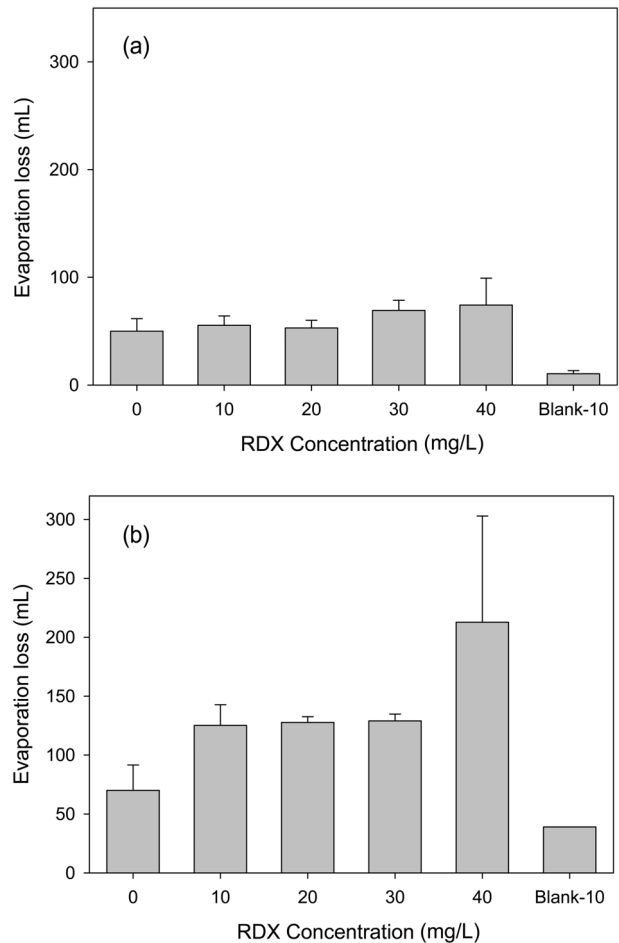 (a)
Evaporation loss (mL)
300
200
100
0
0 10 20 30 40 Blank-10
RDX Concentration (mg/L)
(b)
Evaporation loss (mL)
300
250
200
150
100
50
0
0 10 20 30 40 Blank-10
RDX Concentration (mg/L)